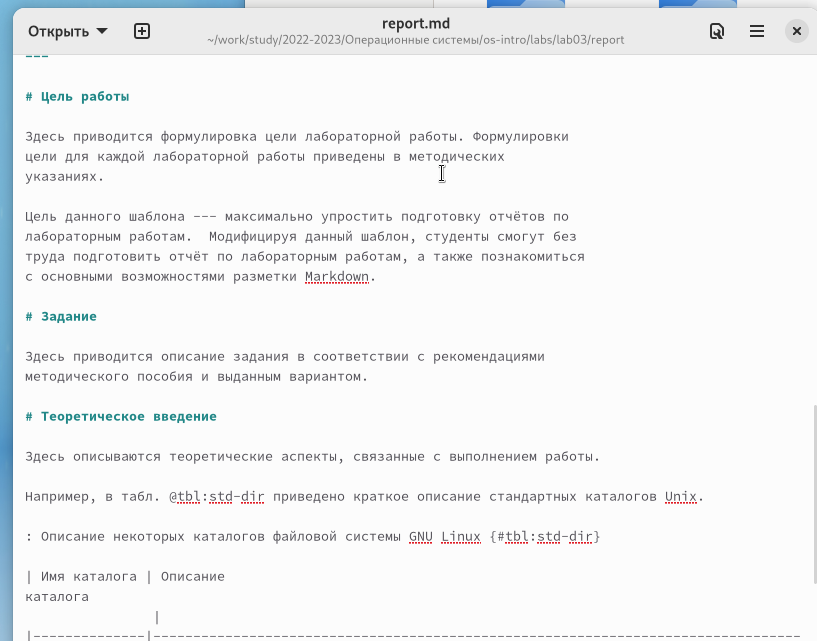 Открыть
report.md
~/work/study/2022-2023/Операционные системы/os-intro/labs/lab03/report
---
# Цель работы
Здесь приводится формулировка цели лабораторной работы. Формулировки
цели для каждой лабораторной работы приведены в методических
указаниях.
Цель данного шаблона --- максимально упростить подготовку отчётов по
лабораторным работам.  Модифицируя данный шаблон, студенты смогут без
труда подготовить отчёт по лабораторным работам, а также познакомиться
с основными возможностями разметки Markdown.
# Задание
Здесь приводится описание задания в соответствии с рекомендациями
методического пособия и выданным вариантом.
# Теоретическое введение
Здесь описываются теоретические аспекты, связанные с выполнением работы.
Например, в табл. @tbl:std-dir приведено краткое описание стандартных каталогов Unix.
: Описание некоторых каталогов файловой системы GNU Linux {#tbl:std-dir}
| Имя каталога | Описание
каталога
|
|--------------|---------------------------------------------------------------------------------